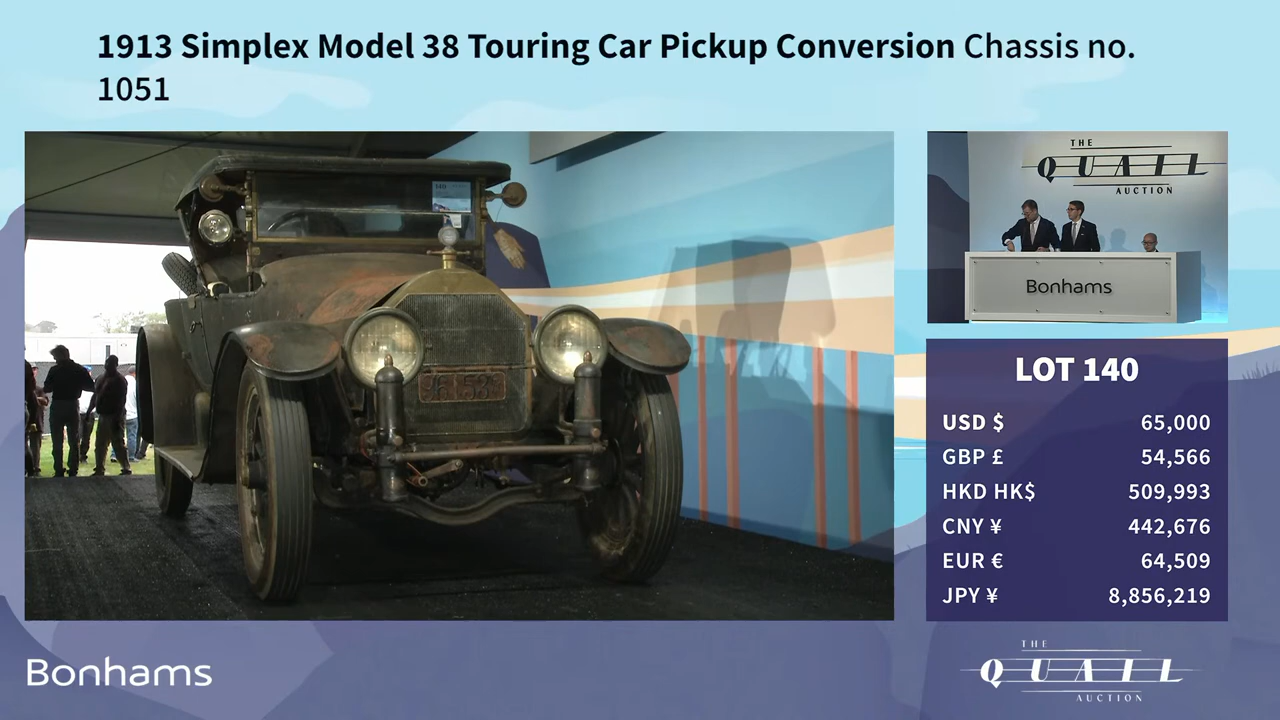 1913 Simplex Model 38 Touring Car Pickup Conversion Chassis no.
1051
140
THE
QUAIL
AUCTION
Bonhams
LOT 140
USD $ 65,000
GBP £ 54,566
HKD HK$ 509,993
CNY ¥ 442,676
EUR € 64,509
JPY ¥ 8,856,219
Bonhams
THE
QUAIL
AUCTION